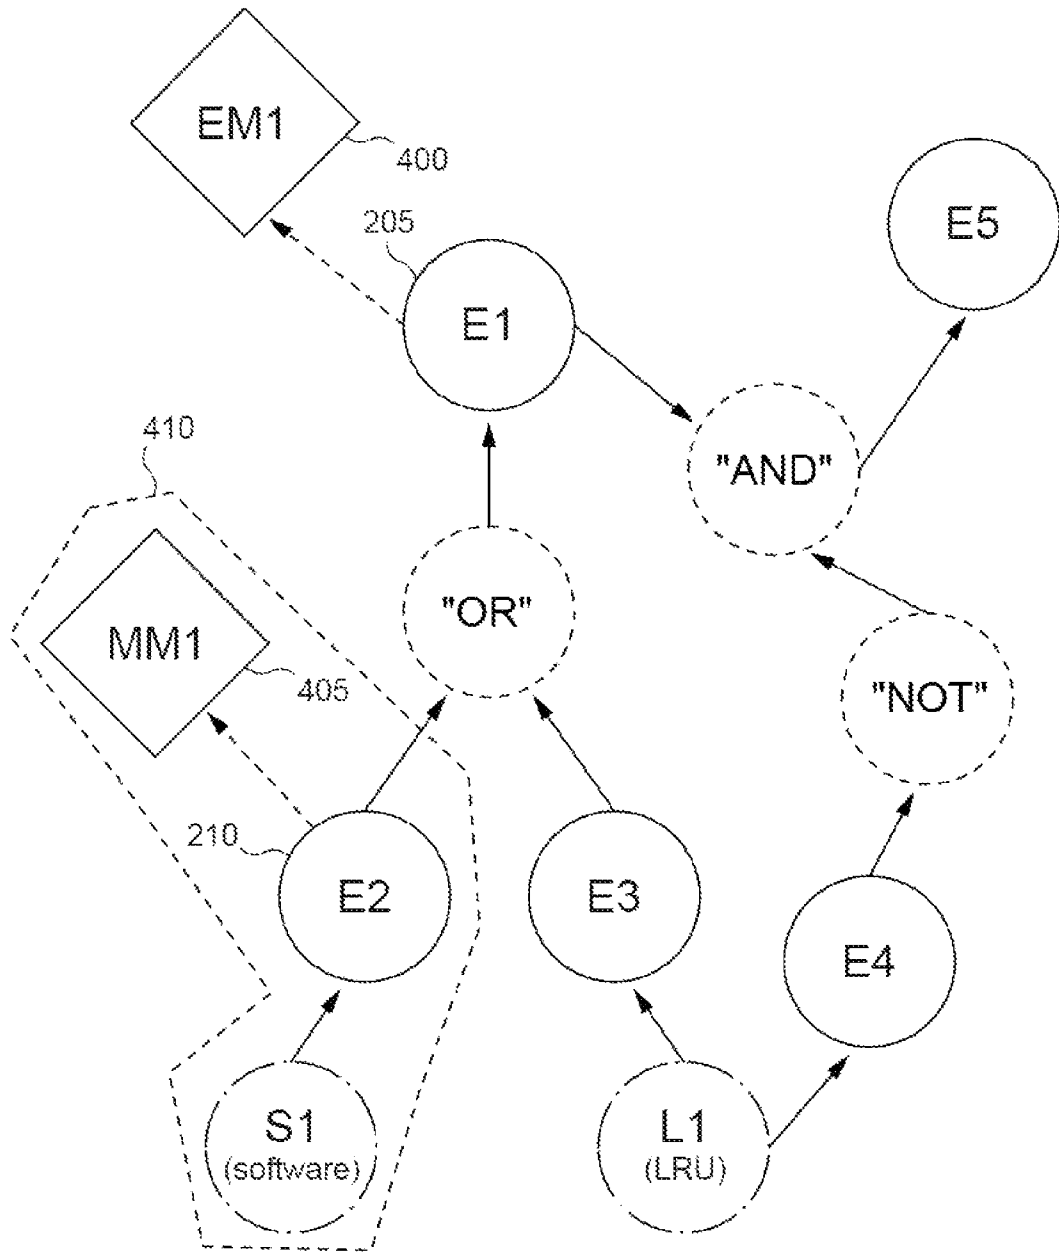 EM1
400
205
E5
E1
410
"AND"
"OR"
MM1
405
"NOT"
210
E2
E3
E4
S1
(software)
L1
(LRU)